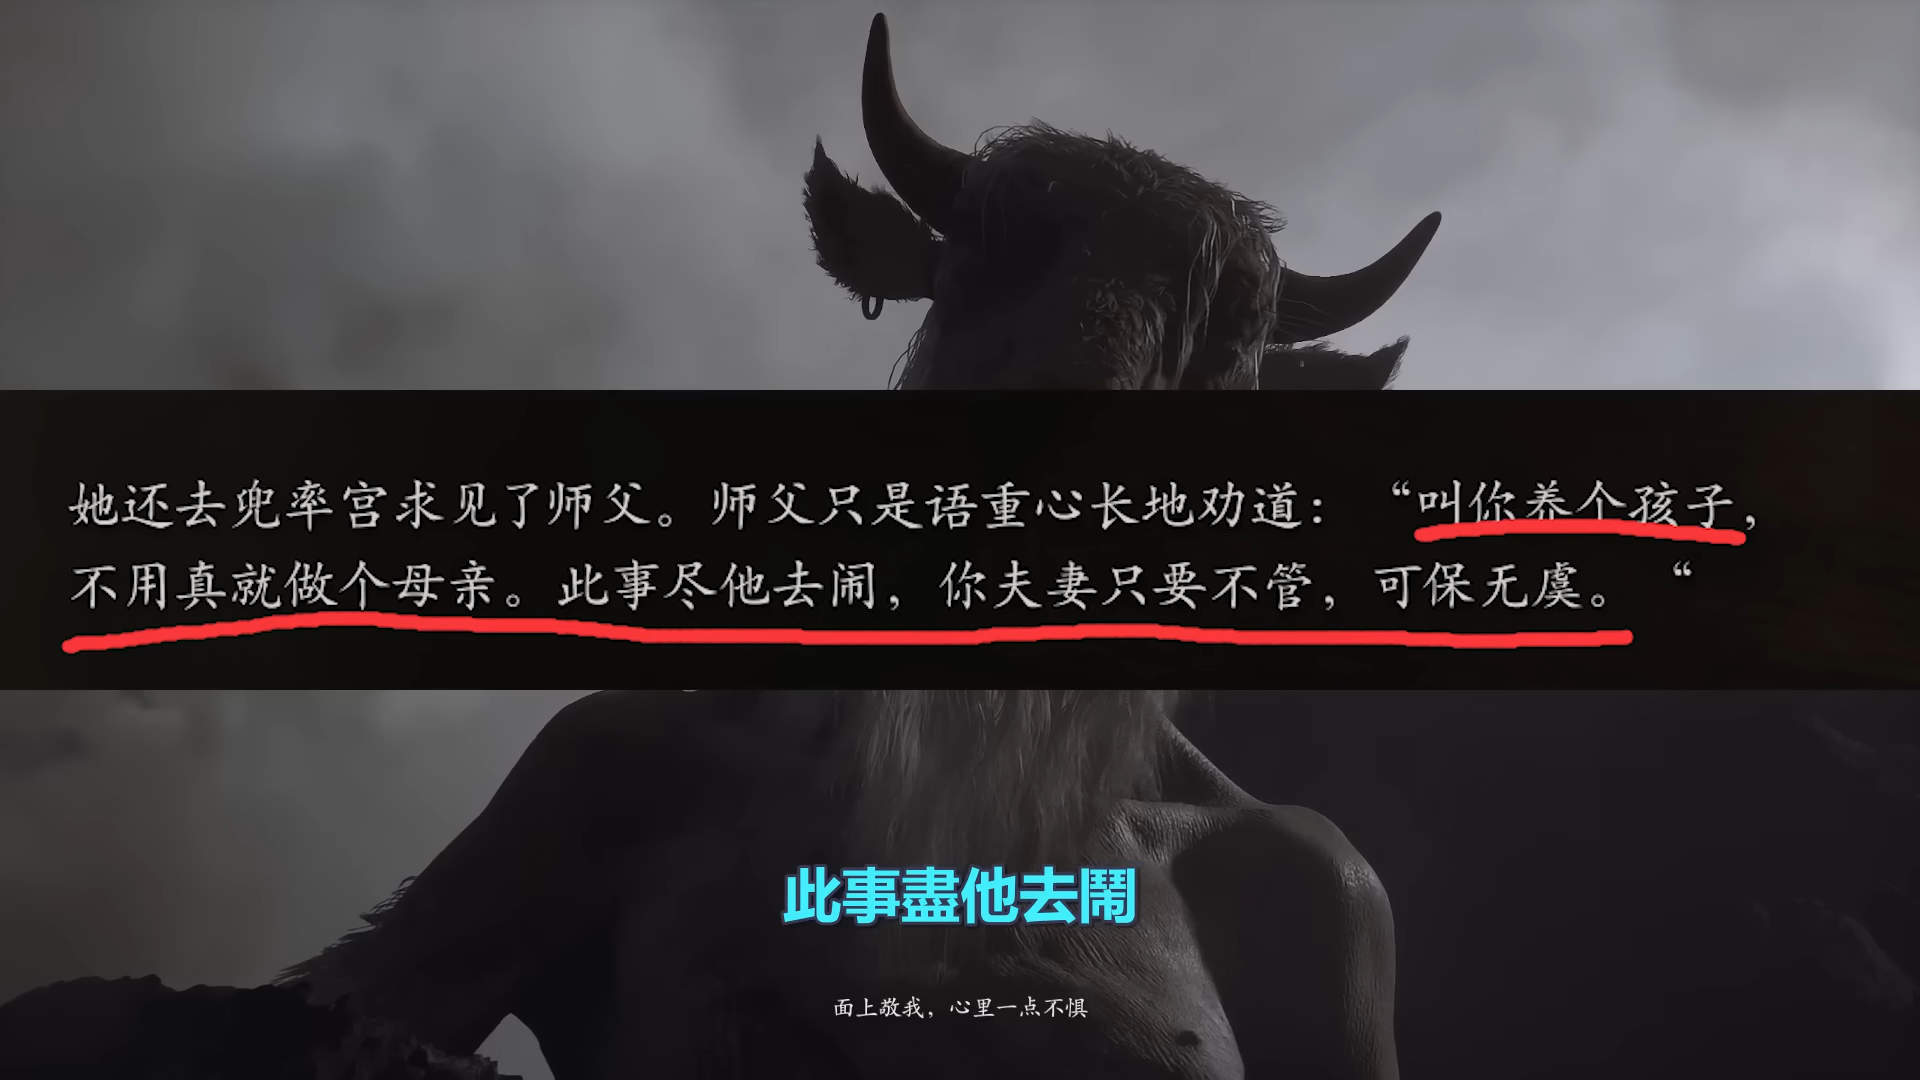 她还去兜率宫求见了师父。师父只是语重心长地劝道：“叫你养个孩子，
不用真就做个母亲。此事尽他去闹，你夫妻只要不管，可保无虞。“
此事盡他去鬧
面上敬我，心里一点不惧